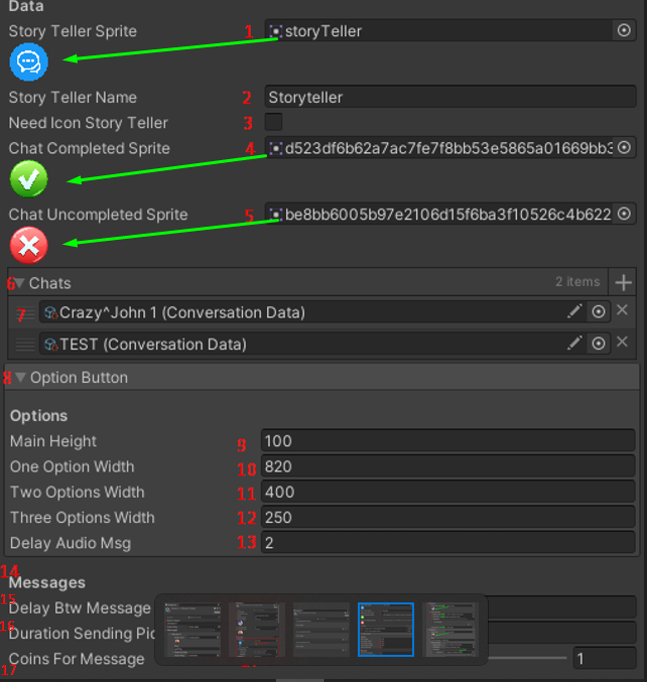 Data
Story Teller Sprite 1 storyTeller
Story Teller Name 2 Storyteller
Need Icon Story Teller 3
Chat Completed Sprite 4 d523df6b62a7ac7fe7f8bb53e5865a01669bb3
Chat Uncompleted Sprite 5 be8bb6005b97e2106d15f6ba3f10526c4b622
6 Chats 2 items
7 Crazy^John 1 (Conversation Data)
TEST (Conversation Data)
8 Option Button
Options
Main Height 9 100
One Option Width 10 820
Two Options Width 11 400
Three Options Width 12 250
Delay Audio Msg 13 2
14
Messages
15
Delay Btw Message
Duration Sending Pic
Coins For Message 1
17